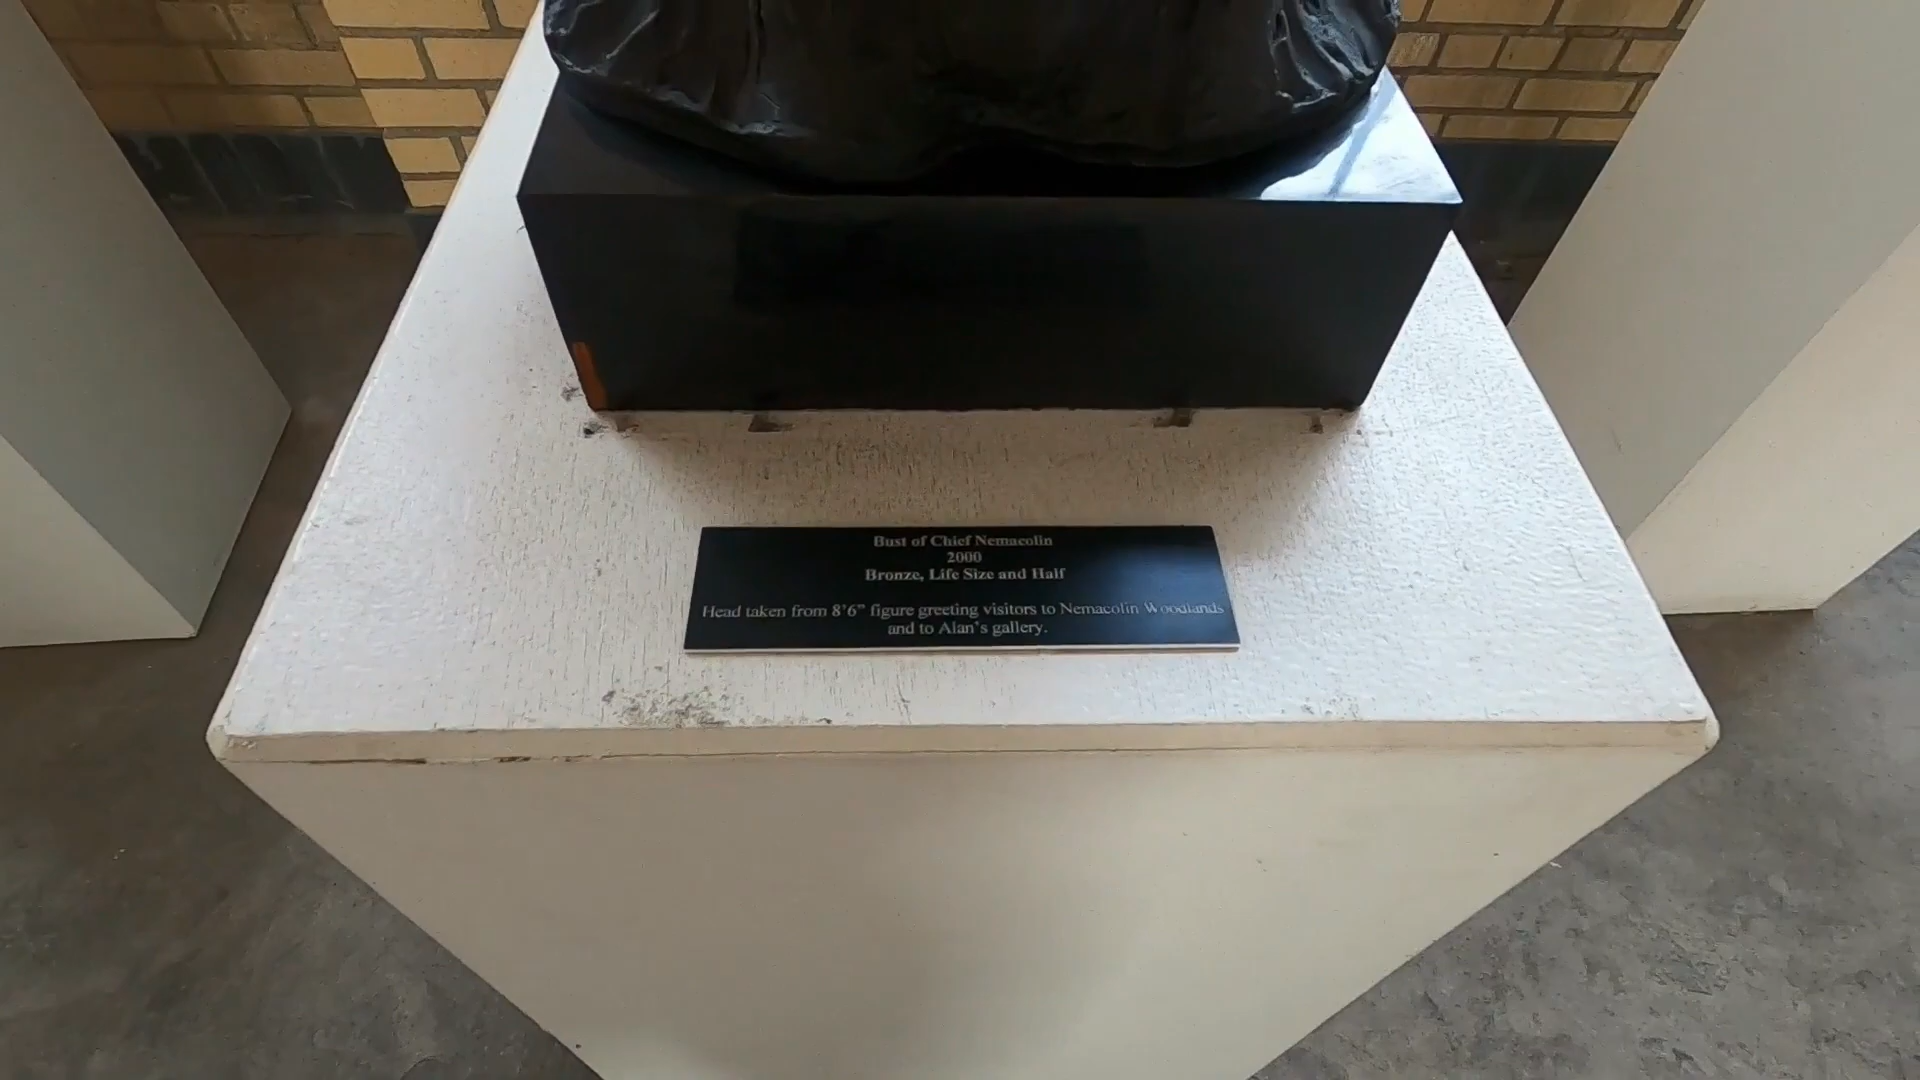 Bust of Chief Nemacolin
2000
Bronze, Life Size and Half
Head taken from 8'6" figure greeting visitors to Nemacolin Woodlands
and to Alan's gallery.